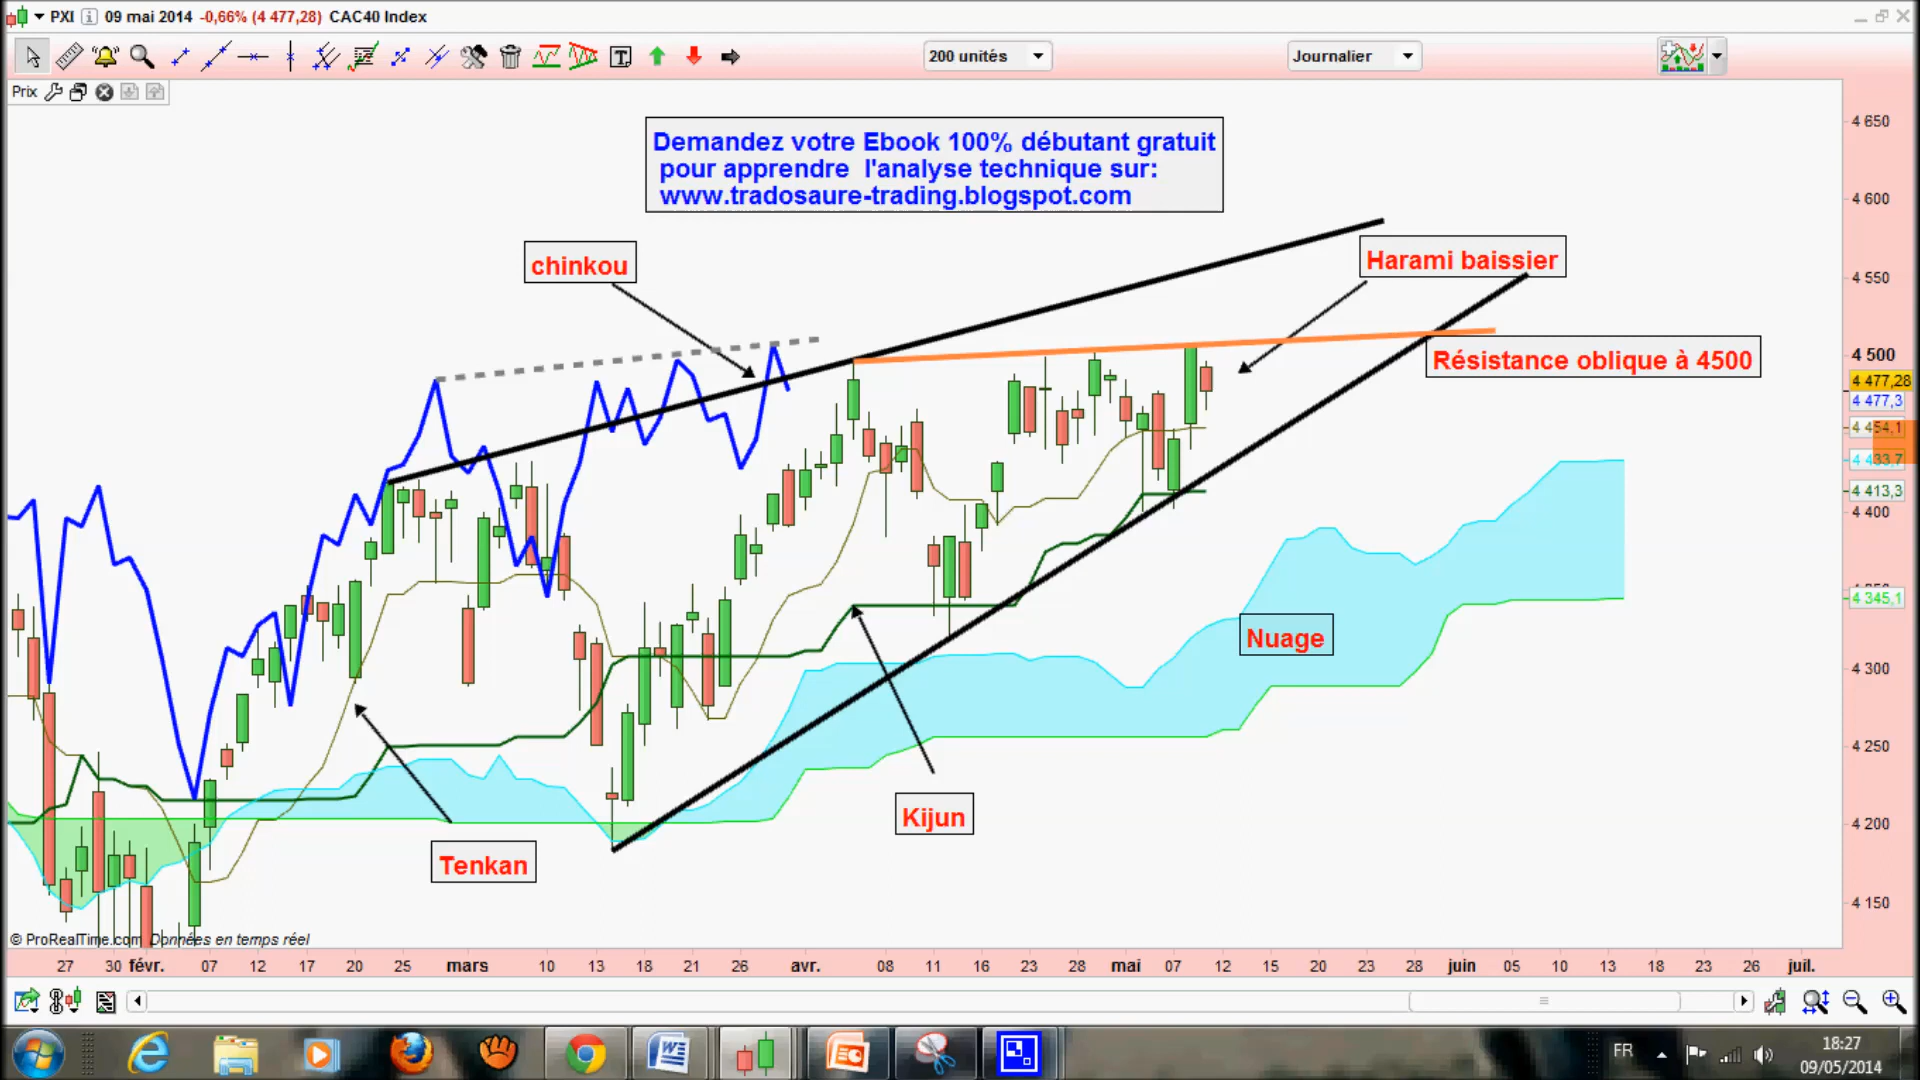 PXI 09 mai 2014 -0,66% (4 477,28) CAC40 Index
200 unités
Journalier
Prix
Demandez votre Ebook 100% débutant gratuit
pour apprendre l'analyse technique sur:
www.tradosaure-trading.blogspot.com
chinkou
Harami baissier
Résistance oblique à 4500
Nuage
Kijun
Tenkan
4 650
4 600
4 550
4 500
4 477,28
4 477,3
4 454,1
4 433,7
4 413,3
4 400
4 345,1
4 300
4 250
4 200
4 150
© ProRealTime.com Données en temps réel
27 30 févr. 07 12 17 20 25 mars 10 13 18 21 26 avr. 08 11 16 23 28 mai 07 12 15 20 23 28 juin 05 10 13 18 23 26 juil.
FR
18:27
09/05/2014